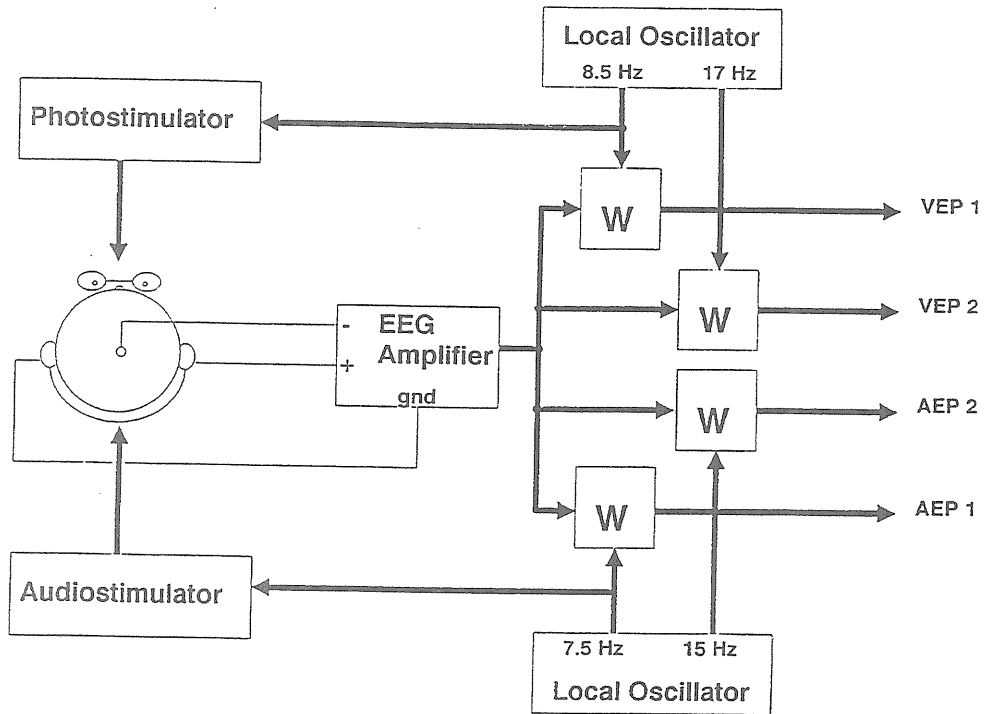 Local Oscillator
8.5 Hz 17 Hz
Photostimulator
W
VEP 1
W
VEP 2
- EEG
+ Amplifier
gnd
W
AEP 2
W
AEP 1
Audiostimulator
7.5 Hz 15 Hz
Local Oscillator